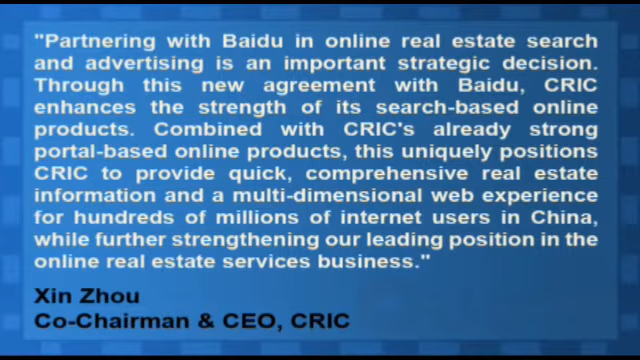 "Partnering with Baidu in online real estate search
and advertising is an important strategic decision.
Through this new agreement with Baidu, CRIC
enhances the strength of its search-based online
products. Combined with CRIC's already strong
portal-based online products, this uniquely positions
CRIC to provide quick, comprehensive real estate
information and a multi-dimensional web experience
for hundreds of millions of internet users in China,
while further strengthening our leading position in the
online real estate services business."
Xin Zhou
Co-Chairman & CEO, CRIC